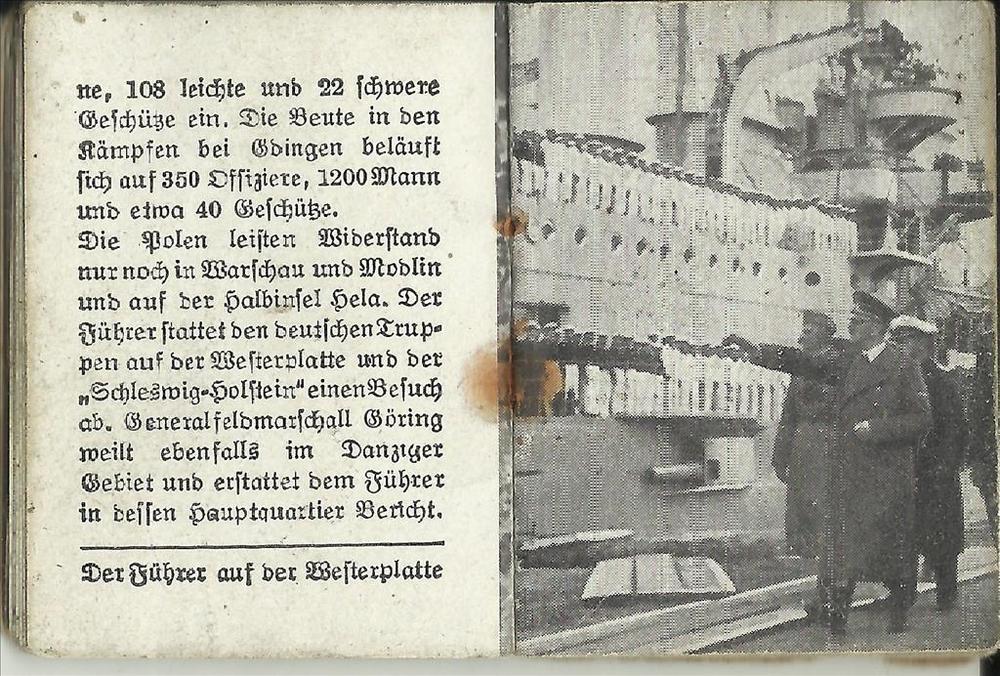 ne, 108 leichte und 22 schwere
Geschütze ein. Die Beute in den
Kämpfen bei Gdingen beläuft
sich auf 350 Offiziere, 1200 Mann
und etwa 40 Geschütze.
Die Polen leisten Widerstand
nur noch in Warschau und Modlin
und auf der Halbinsel Hela. Der
Führer stattet den deutschen Trup-
pen auf der Westerplatte und der
„Schleswig-Holstein“ einen Besuch
ab. Generalfeldmarschall Göring
weilt ebenfalls im Danziger
Gebiet und erstattet dem Führer
in dessen Hauptquartier Bericht.
Der Führer auf der Westerplatte